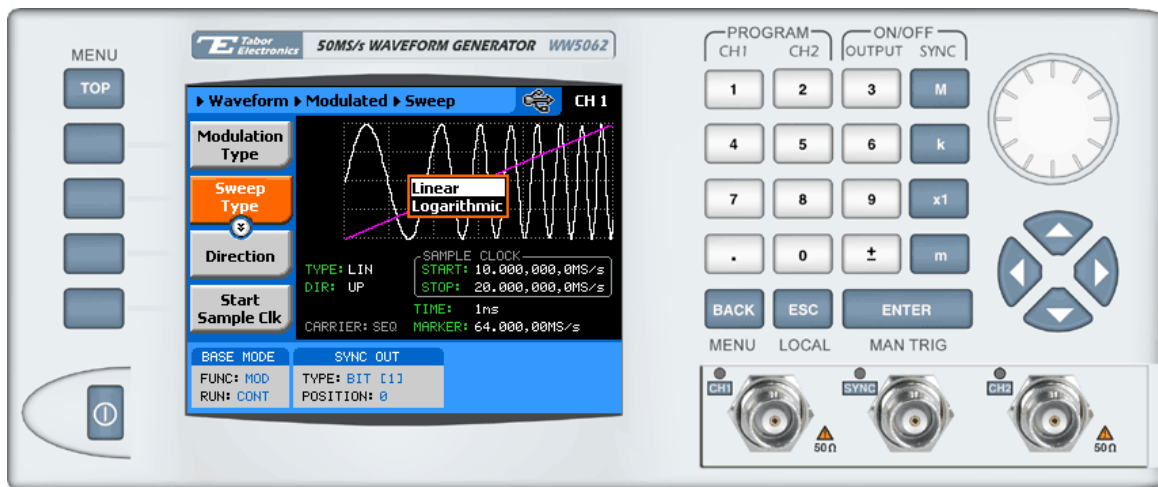 MENU
TOP
Tabor
Electronics
50MS/s WAVEFORM GENERATOR WW5062
Waveform Modulated Sweep CH 1
Modulation
Type
Sweep
Type
Direction
Start
Sample Clk
Linear
Logarithmic
TYPE: LIN
DIR: UP
CARRIER: SEQ
SAMPLE CLOCK
START: 10.000,000,0MS/s
STOP: 20.000,000,0MS/s
TIME: 1ms
MARKER: 64.000,00MS/s
BASE MODE
FUNC: MOD
RUN: CONT
SYNC OUT
TYPE: BIT [1]
POSITION: 0
PROGRAM
CH1 CH2
ON/OFF
OUTPUT SYNC
1 2 3 M
4 5 6 k
7 8 9 x1
. 0 ± m
BACK ESC ENTER
MENU LOCAL MAN TRIG
CH1 SYNC CH2
50Ω 50Ω